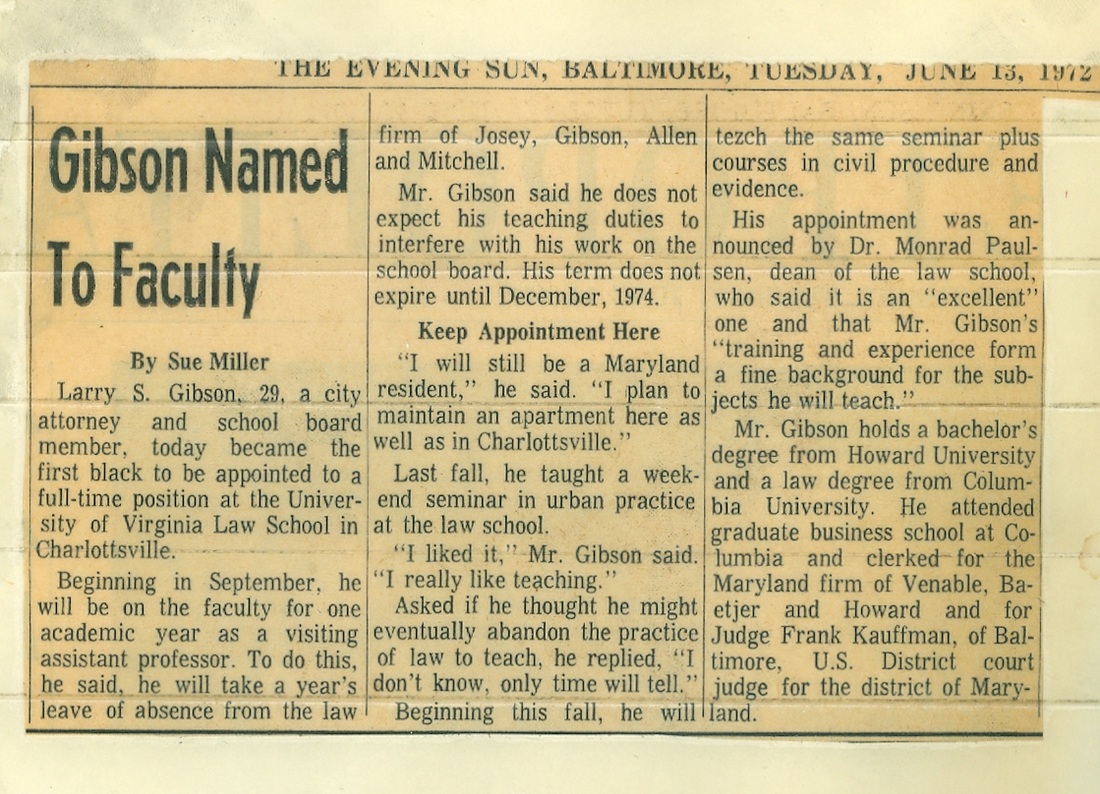 THE EVENING SUN, BALTIMORE, TUESDAY, JUNE 13, 1972
Gibson Named
To Faculty
By Sue Miller
Larry S. Gibson, 29, a city
attorney and school board
member, today became the
first black to be appointed to a
full-time position at the Univer-
sity of Virginia Law School in
Charlottsville.
Beginning in September, he
will be on the faculty for one
academic year as a visiting
assistant professor. To do this,
he said, he will take a year's
leave of absence from the law
firm of Josey, Gibson, Allen
and Mitchell.
Mr. Gibson said he does not
expect his teaching duties to
interfere with his work on the
school board. His term does not
expire until December, 1974.
Keep Appointment Here
"I will still be a Maryland
resident," he said. "I plan to
maintain an apartment here as
well as in Charlottsville."
Last fall, he taught a week-
end seminar in urban practice
at the law school.
"I liked it," Mr. Gibson said.
"I really like teaching."
Asked if he thought he might
eventually abandon the practice
of law to teach, he replied, "I
don't know, only time will tell."
Beginning this fall, he will
tezch the same seminar plus
courses in civil procedure and
evidence.
His appointment was an-
nounced by Dr. Monrad Paul-
sen, dean of the law school,
who said it is an "excellent"
one and that Mr. Gibson's
"training and experience form
a fine background for the sub-
jects he will teach."
Mr. Gibson holds a bachelor's
degree from Howard University
and a law degree from Colum-
bia University. He attended
graduate business school at Co-
lumbia and clerked for the
Maryland firm of Venable, Ba-
etjer and Howard and for
Judge Frank Kauffman, of Bal-
timore, U.S. District court
judge for the district of Mary-
land.